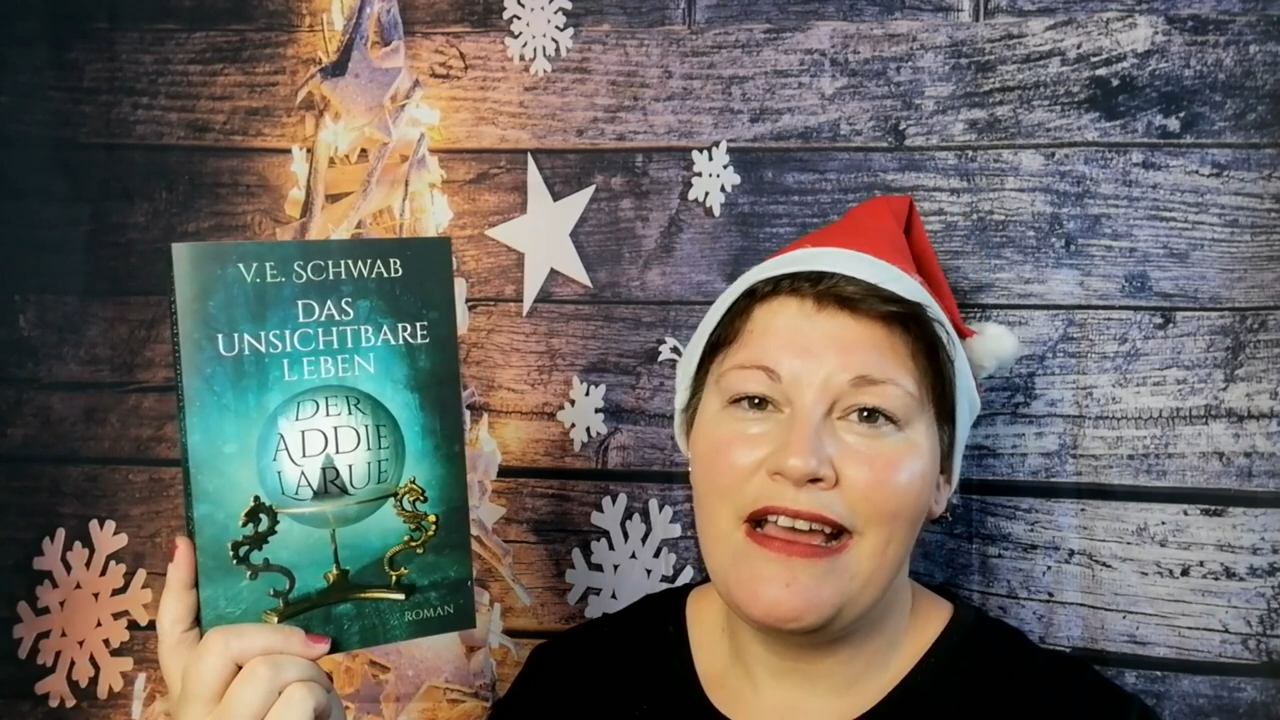 V. E. SCHWAB
DAS
UNSICHTBARE
LEBEN
DER
ADDIE
LARUE
ROMAN